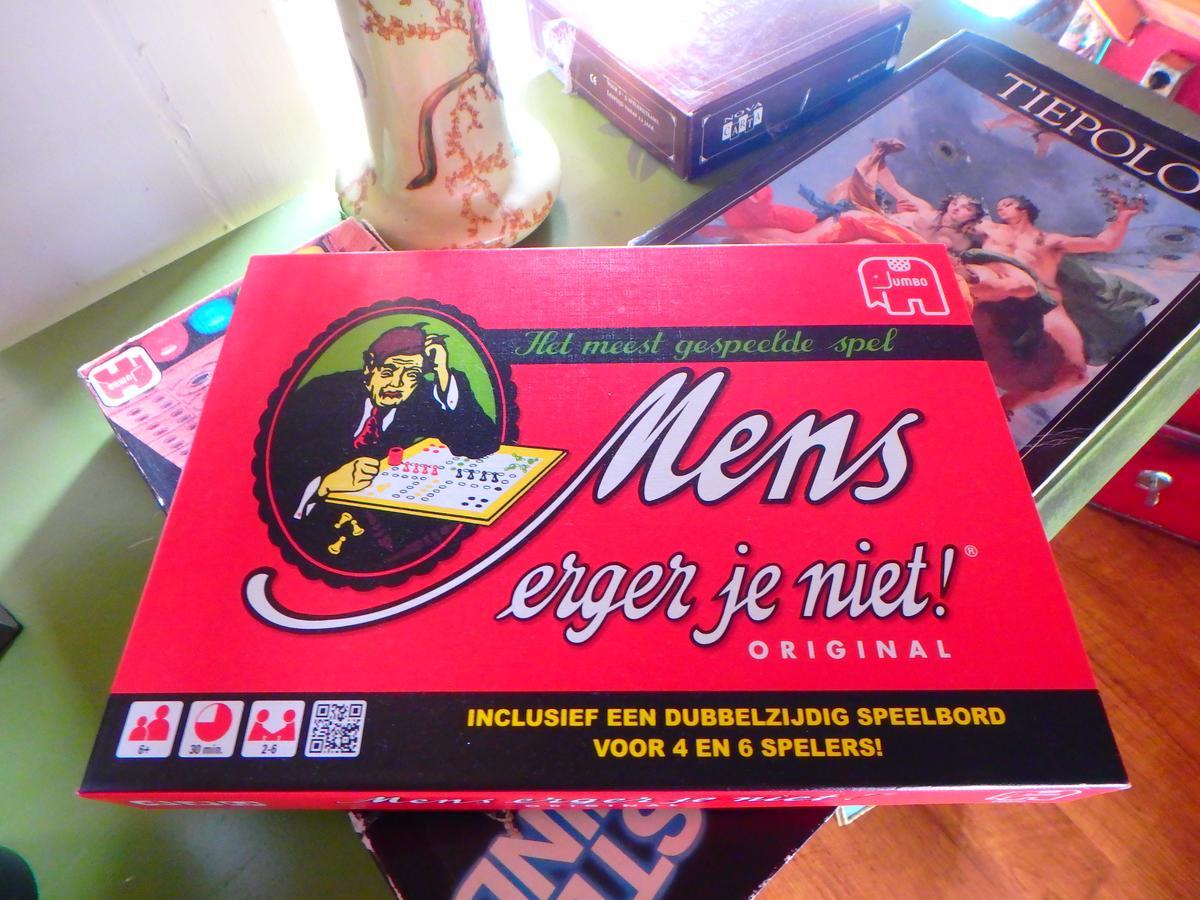 NOVA
CARTA
TIEPOLO
JUMBO
JUMBO
Het meest gespeelde spel
Mens
erger je niet!®
ORIGINAL
INCLUSIEF EEN DUBBELZIJDIG SPEELBORD
VOOR 4 EN 6 SPELERS!
6+
30 min.
2-6
Mens erger je niet!